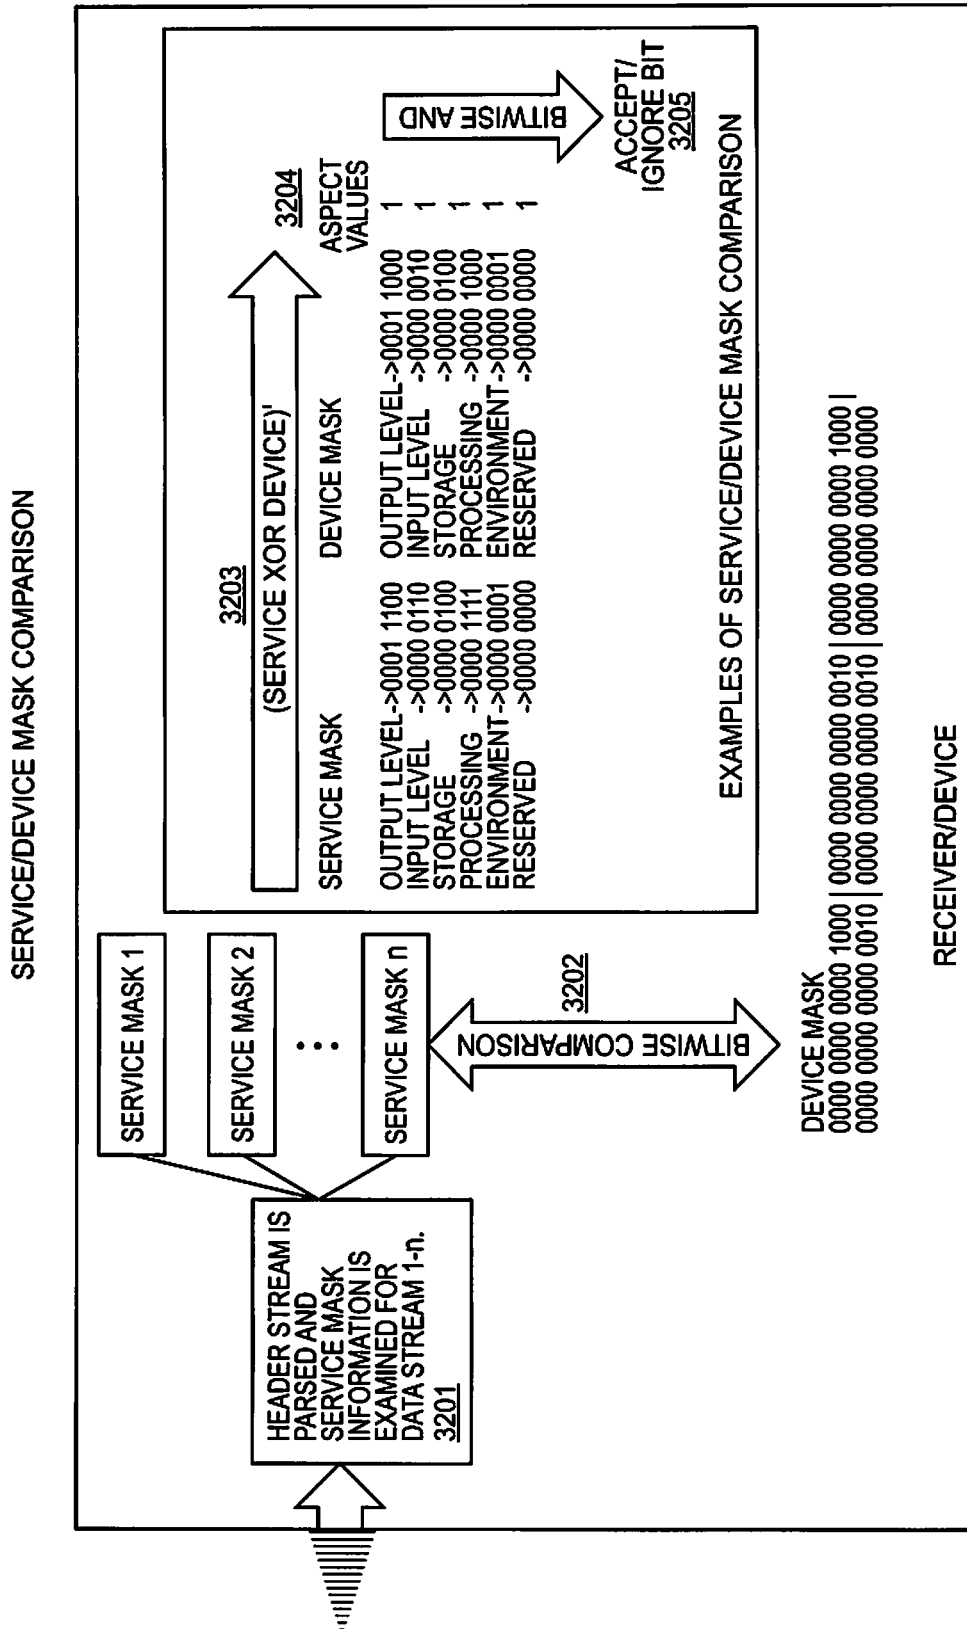 SERVICE/DEVICE MASK COMPARISON
HEADER STREAM IS
PARSED AND
SERVICE MASK
INFORMATION IS
EXAMINED FOR
DATA STREAM 1-n.
3201
SERVICE MASK 1
SERVICE MASK 2
SERVICE MASK n
BITWISE COMPARISON
3202
DEVICE MASK
0000 0000 0000 1000 | 0000 0000 0000 0010 | 0000 0000 0000 1000 |
0000 0000 0000 0010 | 0000 0000 0000 0010 | 0000 0000 0000 0000
3203
(SERVICE XOR DEVICE)'
3204
SERVICE MASK
OUTPUT LEVEL->0001 1100
INPUT LEVEL ->0000 0110
STORAGE ->0000 0100
PROCESSING ->0000 1111
ENVIRONMENT->0000 0001
RESERVED ->0000 0000
DEVICE MASK
OUTPUT LEVEL->0001 1000
INPUT LEVEL ->0000 0010
STORAGE ->0000 0100
PROCESSING ->0000 1000
ENVIRONMENT->0000 0001
RESERVED ->0000 0000
ASPECT
VALUES
1
1
1
1
1
BITWISE AND
ACCEPT/
IGNORE BIT
3205
EXAMPLES OF SERVICE/DEVICE MASK COMPARISON
RECEIVER/DEVICE